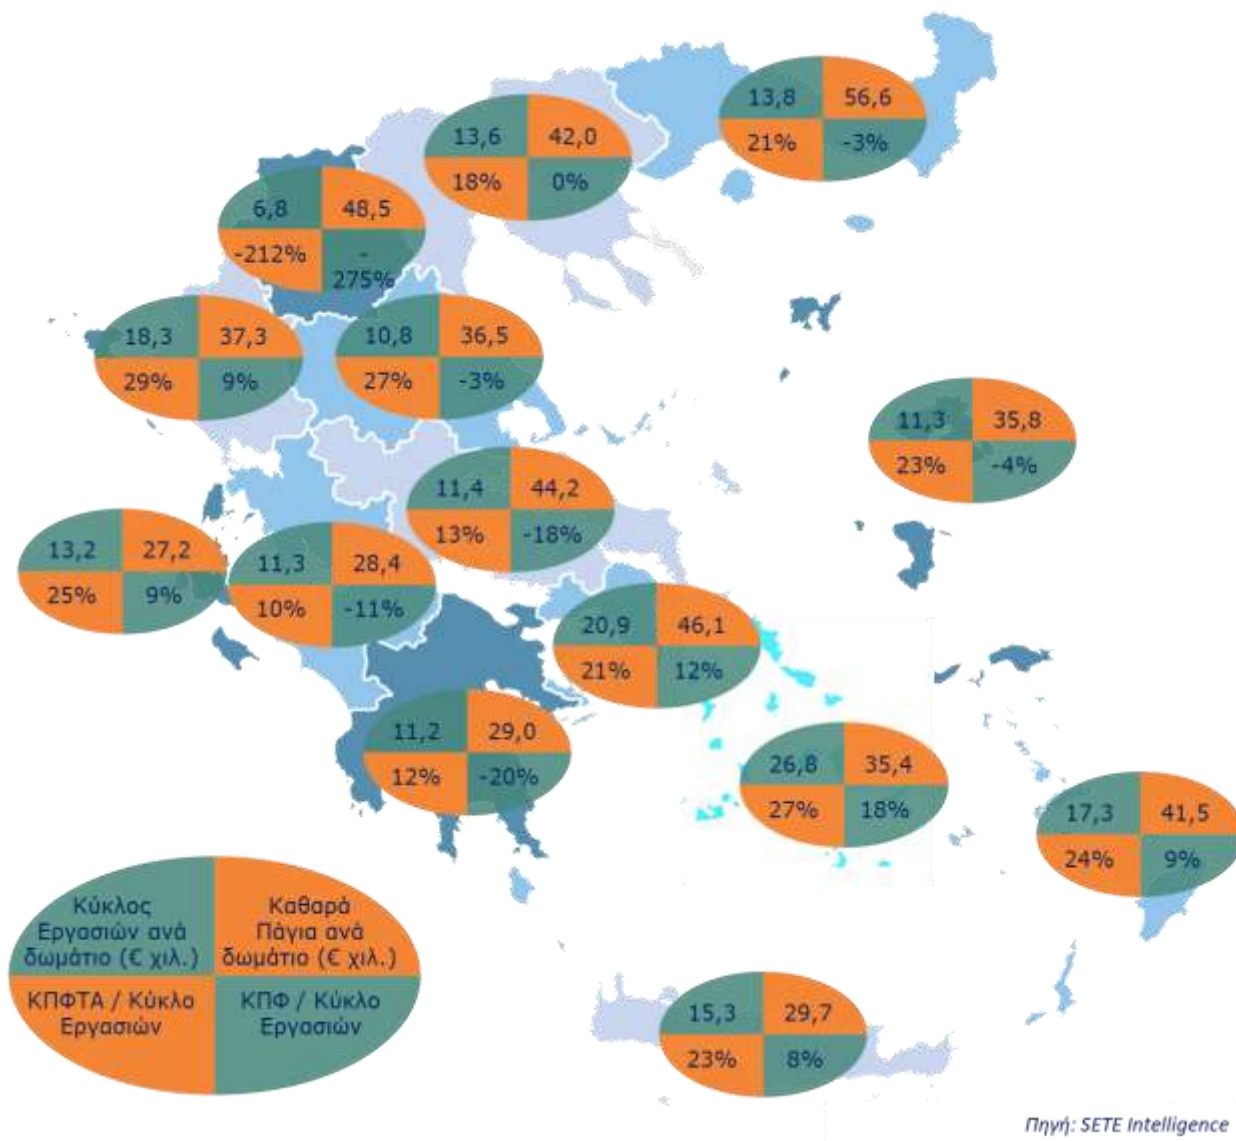 13,8 56,6
21% -3%
13,6 42,0
18% 0%
6,8 48,5
-212% -
275%
18,3 37,3
29% 9%
10,8 36,5
27% -3%
11,3 35,8
23% -4%
11,4 44,2
13% -18%
13,2 27,2
25% 9%
11,3 28,4
10% -11%
20,9 46,1
21% 12%
11,2 29,0
12% -20%
26,8 35,4
27% 18%
17,3 41,5
24% 9%
Κύκλος
Εργασιών ανά
δωμάτιο (€ χιλ.)
Καθαρά
Πάγια ανά
δωμάτιο (€ χιλ.)
ΚΠΦΤΑ / Κύκλο
Εργασιών
ΚΠΦ / Κύκλο
Εργασιών
15,3 29,7
23% 8%
Πηγή: SETE Intelligence